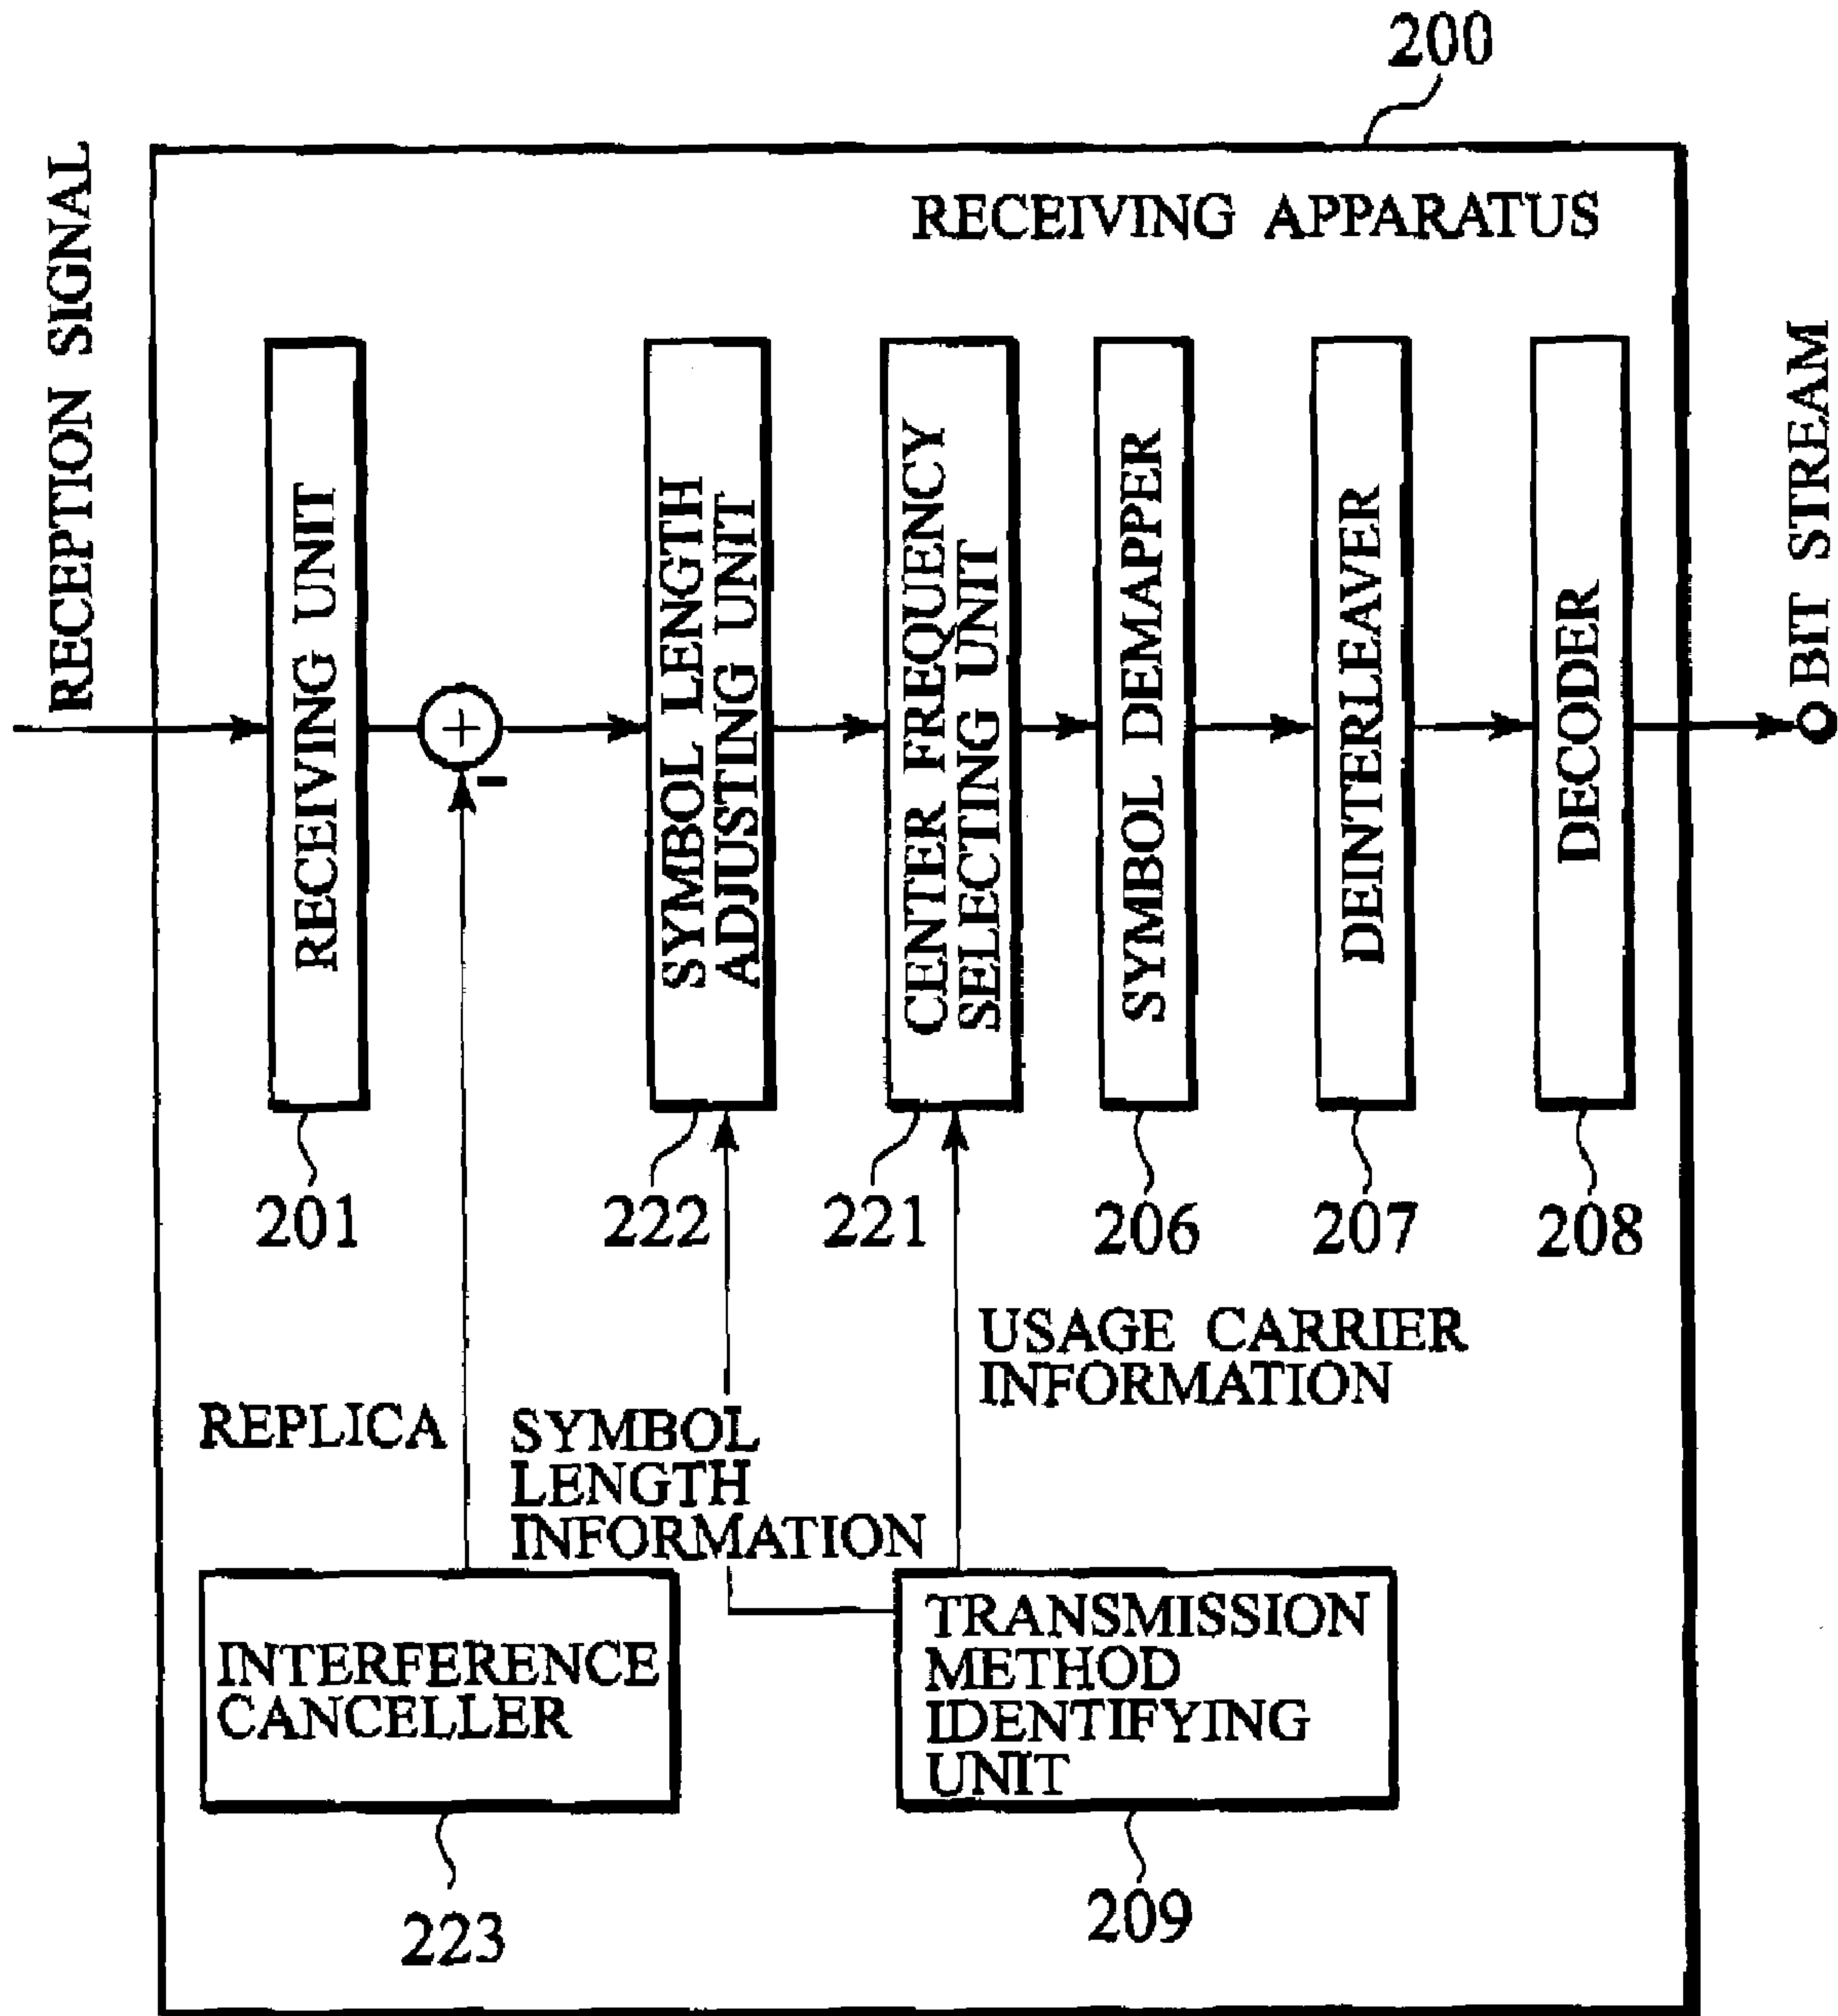 200
RECEPTION SIGNAL
RECEIVING APPARATUS
RECEIVING UNIT
+
-
SYMBOL LENGTH
ADJUSTING UNIT
CENTER FREQUENCY
SELECTING UNIT
SYMBOL DEMAPPER
DEINTERLEAVER
DECODER
BIT STREAM
201
222
221
206
207
208
USAGE CARRIER
INFORMATION
REPLICA
SYMBOL
LENGTH
INFORMATION
INTERFERENCE
CANCELLER
TRANSMISSION
METHOD
IDENTIFYING
UNIT
223
209